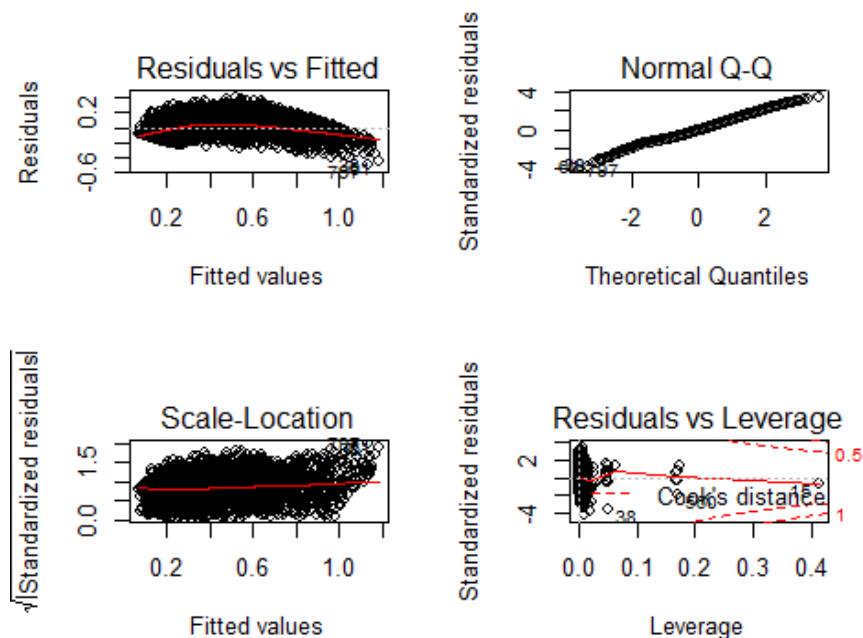 Residuals vs Fitted
Residuals
0.2
-0.6
0.2 0.6 1.0
Fitted values
Normal Q-Q
Standardized residuals
4
0
-4
-2 0 2
Theoretical Quantiles
Scale-Location
√|Standardized residuals|
1.5
0.0
0.2 0.6 1.0
Fitted values
Residuals vs Leverage
Standardized residuals
2
-4
0.5
1
Cook's distance
38
0.0 0.1 0.2 0.3 0.4
Leverage